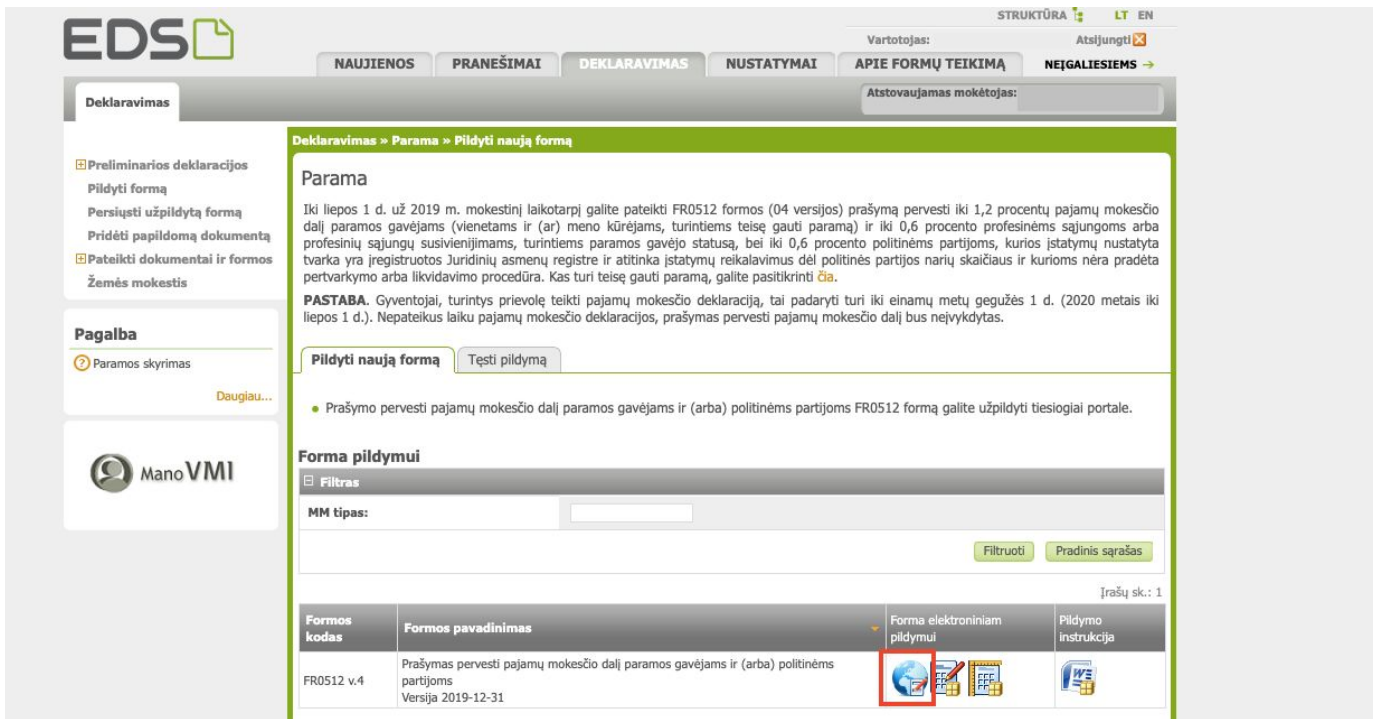 STRUKTŪRA LT EN
EDS
Vartotojas: Atsijungti
NAUJIENOS PRANEŠIMAI DEKLARAVIMAS NUSTATYMAI APIE FORMŲ TEIKIMĄ NEĮGALIESIEMS →
Deklaravimas
Atstovaujamas mokėtojas:
Preliminarios deklaracijos
Pildyti formą
Persiųsti užpildytą formą
Pridėti papildomą dokumentą
Pateikti dokumentai ir formos
Žemės mokestis
Pagalba
Paramos skyrimas
Daugiau...
Mano VMI
Deklaravimas » Parama » Pildyti naują formą
Parama
Iki liepos 1 d. už 2019 m. mokestinį laikotarpį galite pateikti FR0512 formos (04 versijos) prašymą pervesti iki 1,2 procentų pajamų mokesčio
dalį paramos gavėjams (vienetams ir (ar) meno kūrėjams, turintiems teisę gauti paramą) ir iki 0,6 procento profesinėms sąjungoms arba
profesinių sąjungų susivienijimams, turintiems paramos gavėjo statusą, bei iki 0,6 procento politinėms partijoms, kurios įstatymų nustatyta
tvarka yra įregistruotos Juridinių asmenų registre ir atitinka įstatymų reikalavimus dėl politinės partijos narių skaičiaus ir kurioms nėra pradėta
pertvarkymo arba likvidavimo procedūra. Kas turi teisę gauti paramą, galite pasitikrinti čia.
PASTABA. Gyventojai, turintys prievolę teikti pajamų mokesčio deklaraciją, tai padaryti turi iki einamų metų gegužės 1 d. (2020 metais iki
liepos 1 d.). Nepateikus laiku pajamų mokesčio deklaracijos, prašymas pervesti pajamų mokesčio dalį bus neįvykdytas.
Pildyti naują formą Tęsti pildymą
Prašymo pervesti pajamų mokesčio dalį paramos gavėjams ir (arba) politinėms partijoms FR0512 formą galite užpildyti tiesiogiai portale.
Forma pildymui
Filtras
MM tipas:
Filtruoti Pradinis sąrašas
Įrašų sk.: 1
Formos kodas
Formos pavadinimas
Forma elektroniam pildymui
Pildymo instrukcija
FR0512 v.4
Prašymas pervesti pajamų mokesčio dalį paramos gavėjams ir (arba) politinėms
partijoms
Versija 2019-12-31